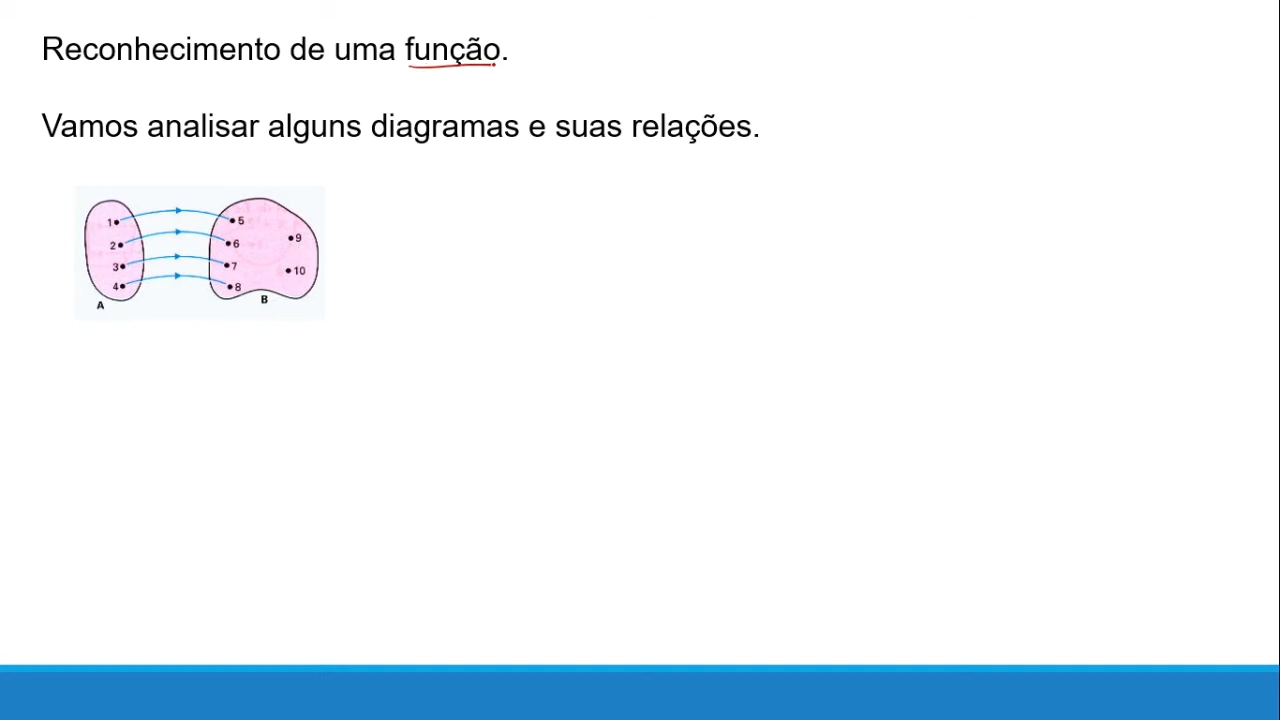 Reconhecimento de uma função.
Vamos analisar alguns diagramas e suas relações.
1 5
9
2 6
3 7
10
4 8
A B